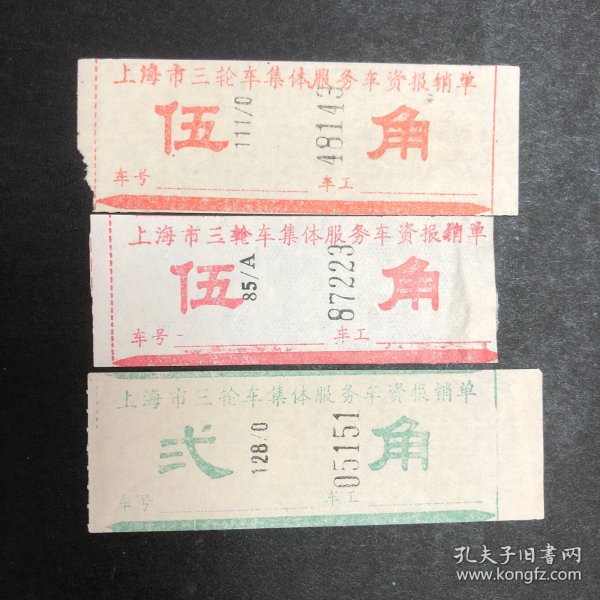 上海市三轮车集体服务车资报销单
伍 111/0 48143 角
车号 车工
上海市三轮车集体服务车资报销单
伍 85/A 87223 角
车号 车工
上海市三轮车集体服务车资报销单
弍 128/0 05151 角
车号 车工
孔夫子旧书网
www.kongfz.com